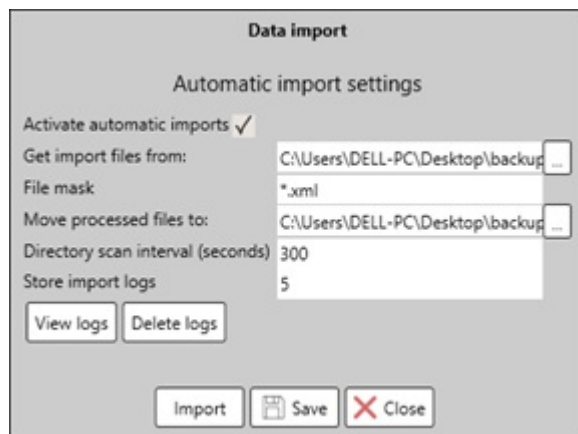 Data import
Automatic import settings
Activate automatic imports ✓
Get import files from: C:\Users\DELL-PC\Desktop\backup ...
File mask *.xml
Move processed files to: C:\Users\DELL-PC\Desktop\backup ...
Directory scan interval (seconds) 300
Store import logs 5
View logs Delete logs
Import Save Close